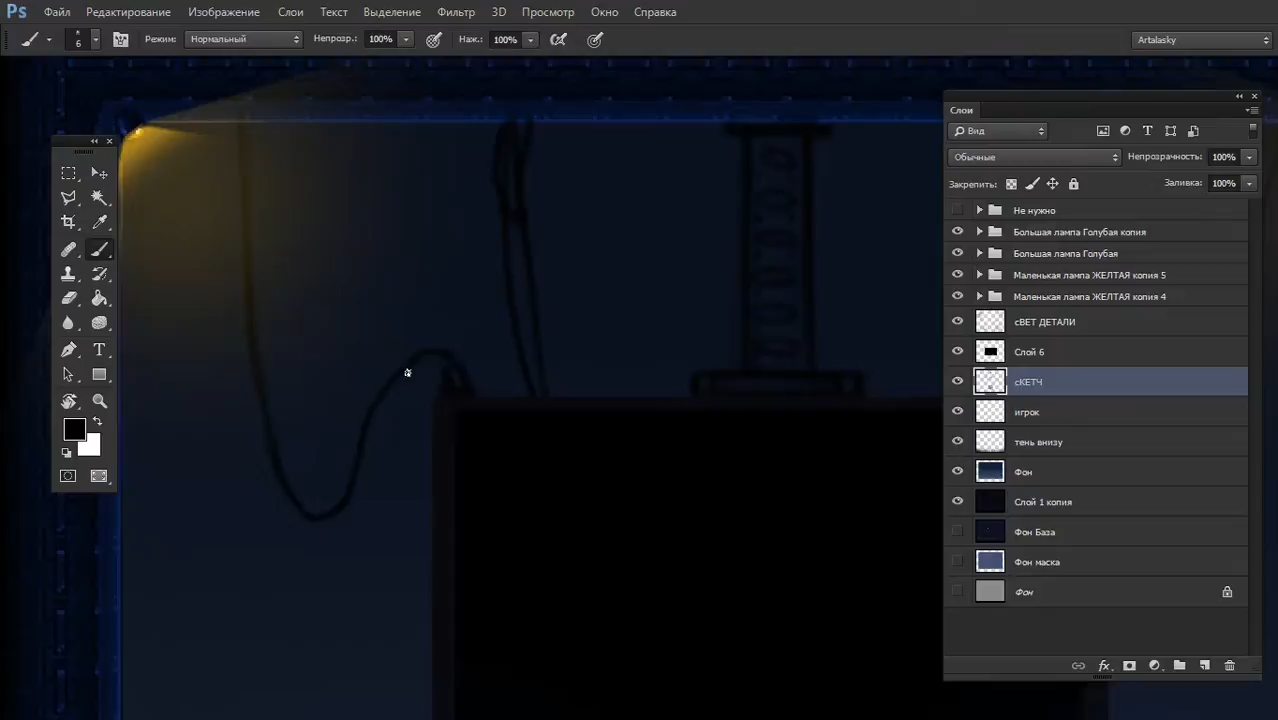 Ps Файл Редактирование Изображение Слои Текст Выделение Фильтр 3D Просмотр Окно Справка
6 Режим: Нормальный Непрозр.: 100% Наж.: 100% Artalasky
Слои
Вид
Обычные Непрозрачность: 100%
Закрепить: Заливка: 100%
Не нужно
Большая лампа Голубая копия
Большая лампа Голубая
Маленькая лампа ЖЕЛТАЯ копия 5
Маленькая лампа ЖЕЛТАЯ копия 4
сВЕТ ДЕТАЛИ
Слой 6
сКЕТЧ
игрок
тень внизу
Фон
Слой 1 копия
Фон База
Фон маска
Фон
T
fx